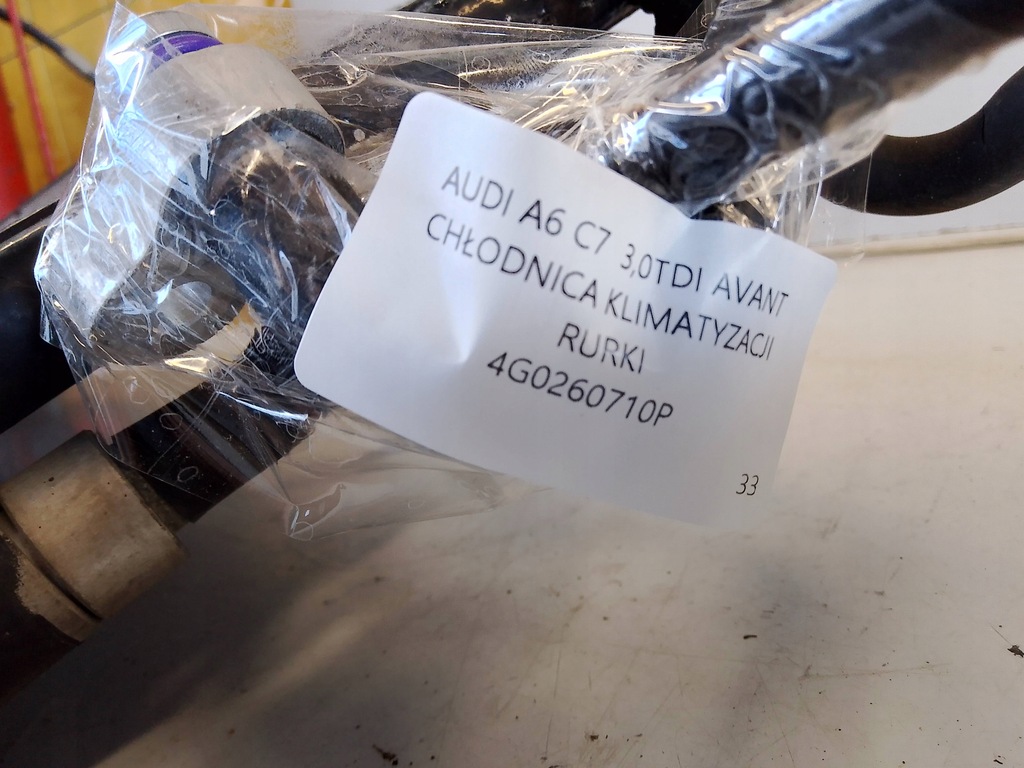 AUDI A6 C7 3,0TDI AVANT
CHŁODNICA KLIMATYZACJI
RURKI
4G0260710P
33